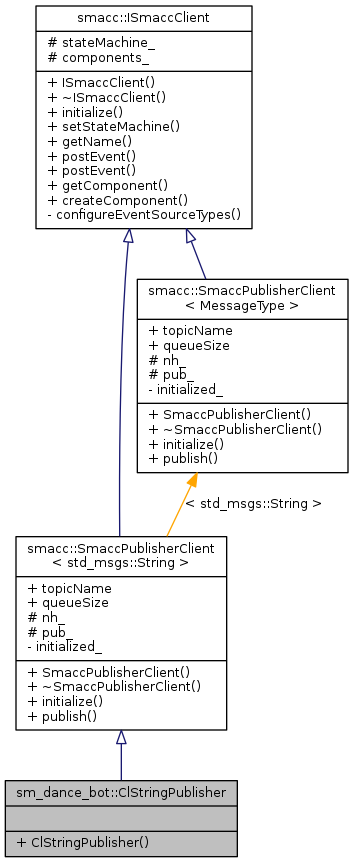 smacc::ISmaccClient
# stateMachine_
# components_
+ ISmaccClient()
+ ~ISmaccClient()
+ initialize()
+ setStateMachine()
+ getName()
+ postEvent()
+ postEvent()
+ getComponent()
+ createComponent()
- configureEventSourceTypes()
smacc::SmaccPublisherClient
< MessageType >
+ topicName
+ queueSize
# nh_
# pub_
- initialized_
+ SmaccPublisherClient()
+ ~SmaccPublisherClient()
+ initialize()
+ publish()
< std_msgs::String >
smacc::SmaccPublisherClient
< std_msgs::String >
+ topicName
+ queueSize
# nh_
# pub_
- initialized_
+ SmaccPublisherClient()
+ ~SmaccPublisherClient()
+ initialize()
+ publish()
sm_dance_bot::ClStringPublisher
+ ClStringPublisher()